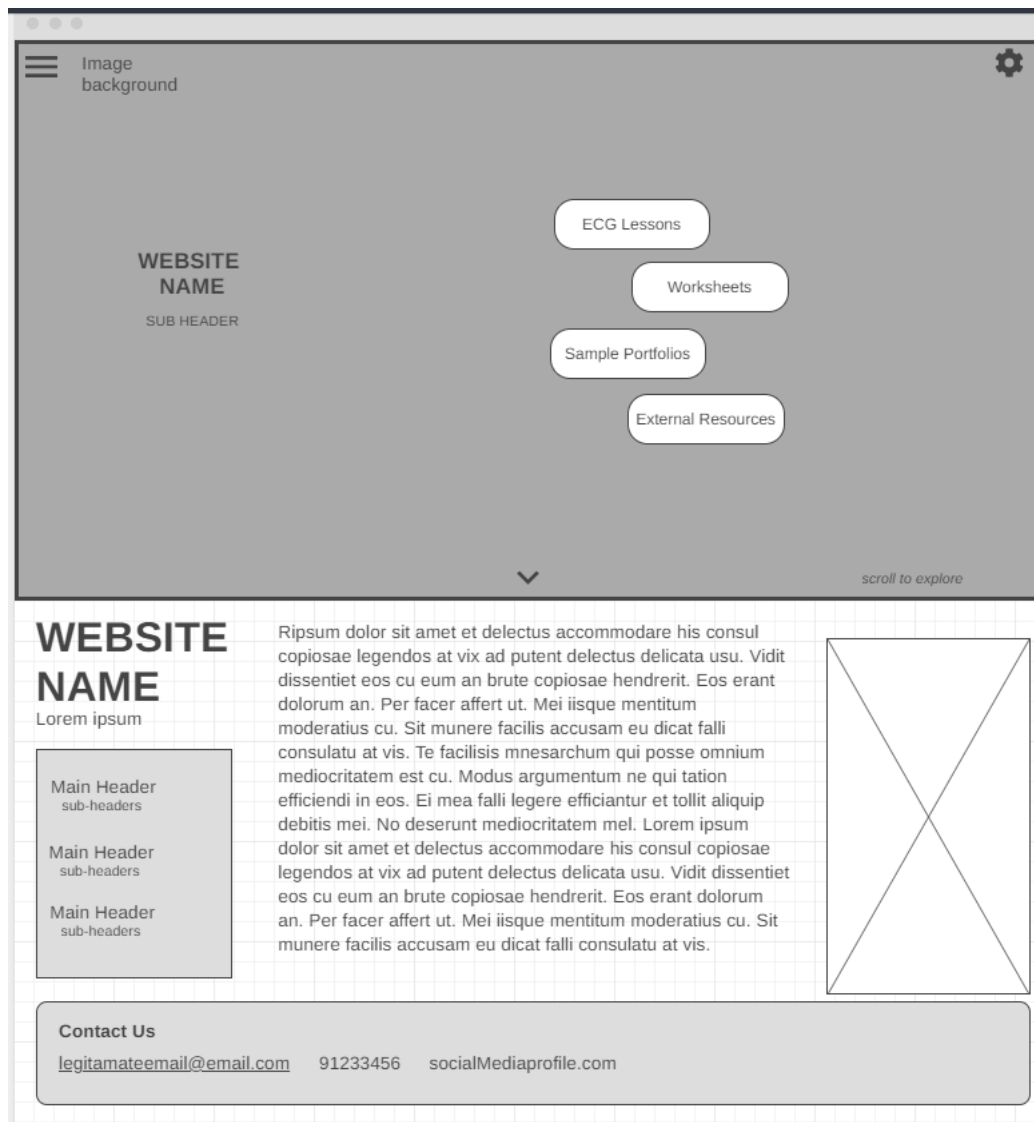 Image
background
ECG Lessons
Worksheets
WEBSITE
NAME
SUB HEADER
Sample Portfolios
External Resources
scroll to explore
WEBSITE
NAME
Lorem ipsum
Main Header
sub-headers
Main Header
sub-headers
Main Header
sub-headers
Ripsum dolor sit amet et delectus accommodare his consul
copiosae legendos at vix ad putent delectus delicata usu. Vidit
dissentiet eos cu eum an brute copiosae hendrerit. Eos erant
dolorum an. Per facer affert ut. Mei iisque mentitum
moderatius cu. Sit munere facilis accusam eu dicat falli
consulatu at vis. Te facilisis mnesarchum qui posse omnium
mediocritatem est cu. Modus argumentum ne qui tation
efficiendi in eos. Ei mea falli legere efficiantur et tollit aliquip
debitis mei. No deserunt mediocritatem mel. Lorem ipsum
dolor sit amet et delectus accommodare his consul copiosae
legendos at vix ad putent delectus delicata usu. Vidit dissentiet
eos cu eum an brute copiosae hendrerit. Eos erant dolorum
an. Per facer affert ut. Mei iisque mentitum moderatius cu. Sit
munere facilis accusam eu dicat falli consulatu at vis.
Contact Us
legitamateemail@email.com 91233456 socialMediaprofile.com